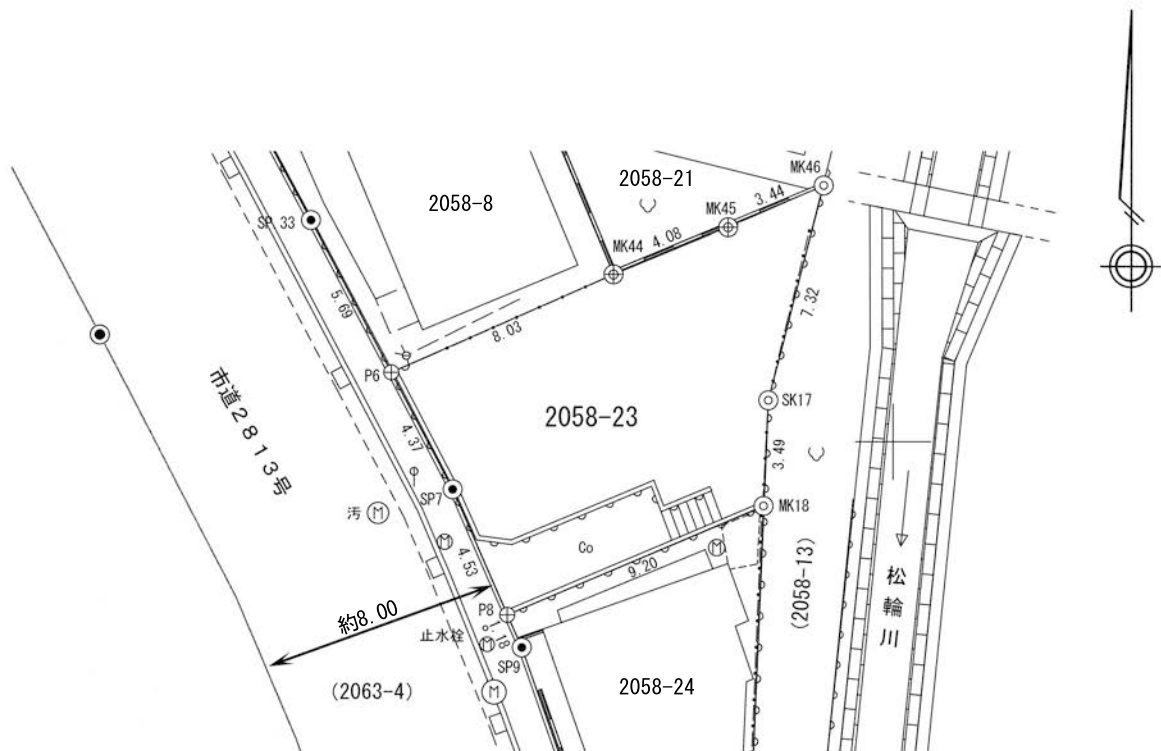 MK46
2058-21
3.44
2058-8
MK45
SP 33
MK44
4.08
5.69
7.32
8.03
P6
市道2813号
2058-23
SK17
4.37
3.49
SP7
MK18
汚
M
M
Co
M
4.53
9.20
(2058-13)
松輪川
約8.00
P8
1.18
止水栓
M
SP9
(2063-4)
M
2058-24